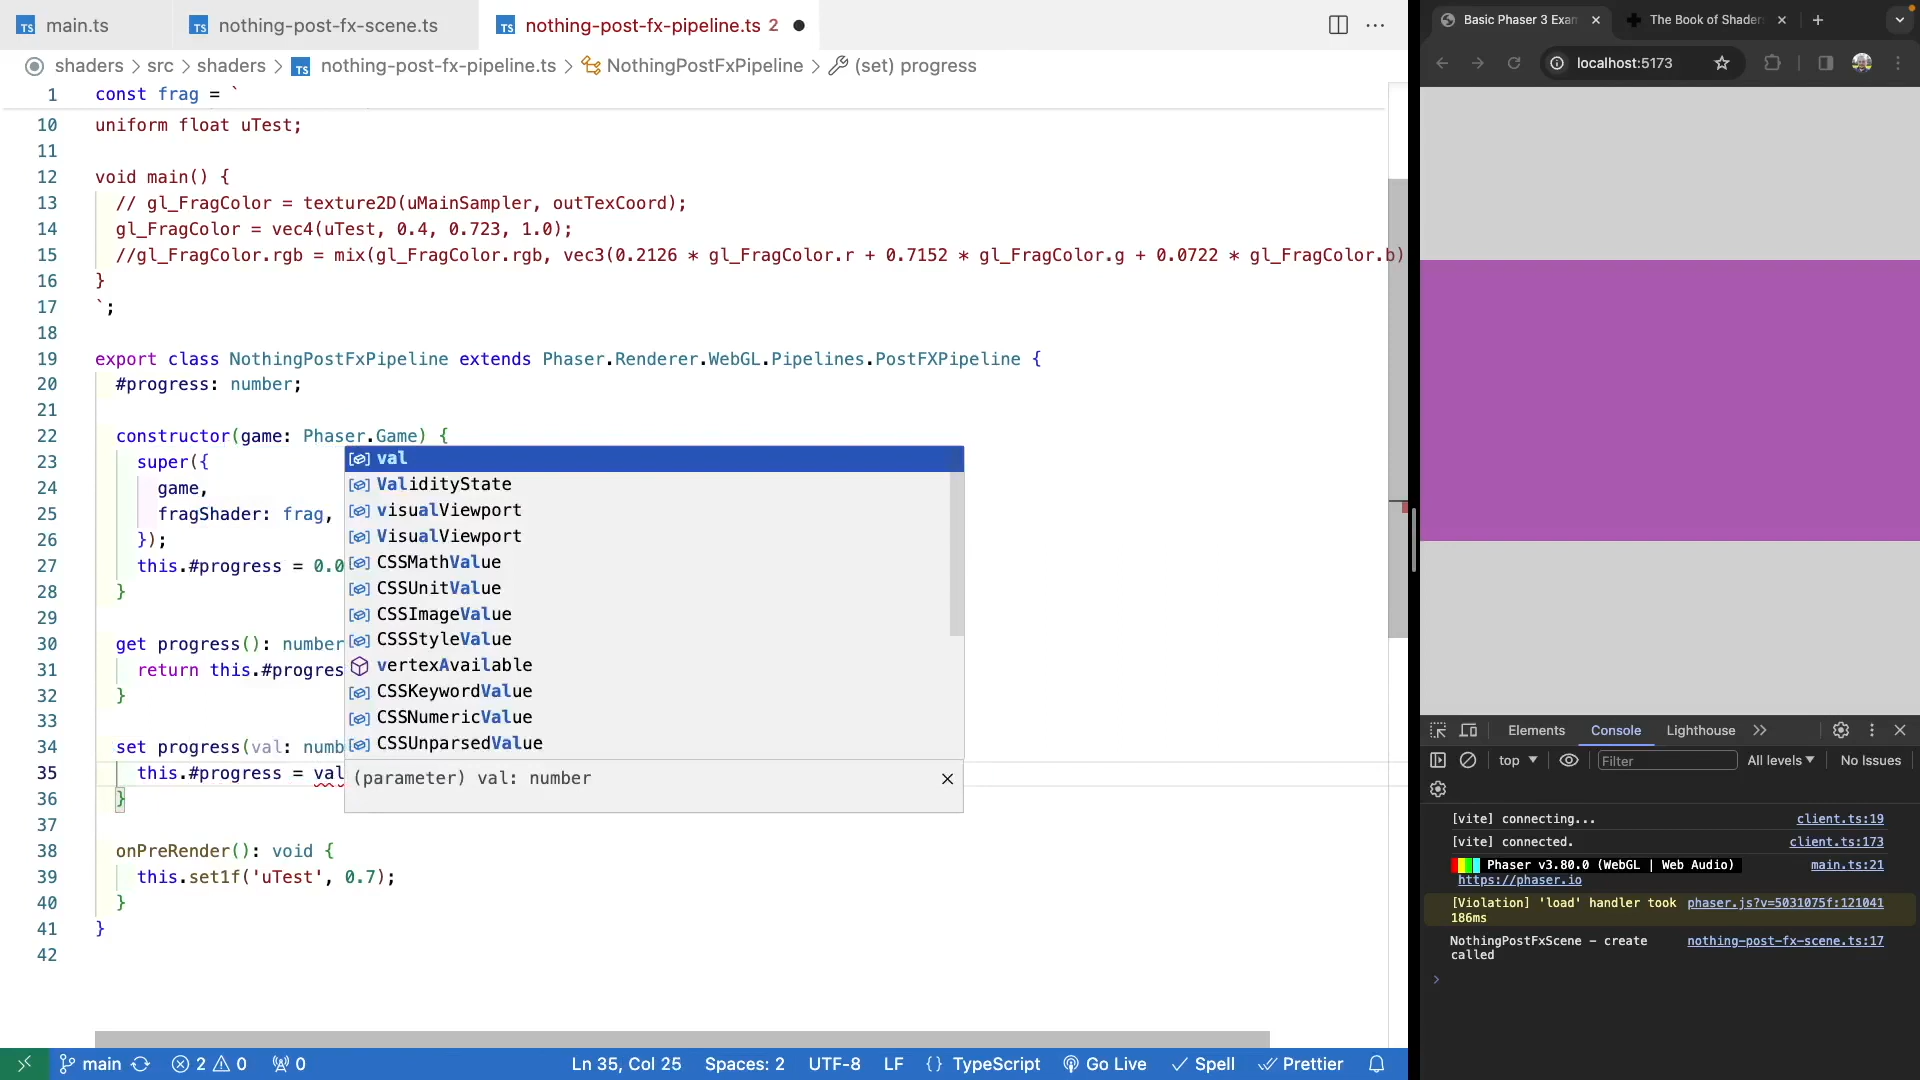 main.ts
nothing-post-fx-scene.ts
nothing-post-fx-pipeline.ts 2
shaders > src > shaders > nothing-post-fx-pipeline.ts > NothingPostFxPipeline > (set) progress
1 const frag = `
10 uniform float uTest;
11
12 void main() {
13 // gl_FragColor = texture2D(uMainSampler, outTexCoord);
14 gl_FragColor = vec4(uTest, 0.4, 0.723, 1.0);
15 //gl_FragColor.rgb = mix(gl_FragColor.rgb, vec3(0.2126 * gl_FragColor.r + 0.7152 * gl_FragColor.g + 0.0722 * gl_FragColor.b)
16 }
17 `;
18
19 export class NothingPostFxPipeline extends Phaser.Renderer.WebGL.Pipelines.PostFXPipeline {
20 #progress: number;
21
22 constructor(game: Phaser.Game) {
23 super({
24 game,
25 fragShader: frag,
26 });
27 this.#progress = 0.0
28 }
29
30 get progress(): number
31 return this.#progres
32 }
33
34 set progress(val: numb
35 this.#progress = val
36 }
37
38 onPreRender(): void {
39 this.set1f('uTest', 0.7);
40 }
41 }
42
val
ValidityState
visualViewport
VisualViewport
CSSMathValue
CSSUnitValue
CSSImageValue
CSSStyleValue
vertexAvailable
CSSKeywordValue
CSSNumericValue
CSSUnparsedValue
(parameter) val: number
main 2 0 0 Ln 35, Col 25 Spaces: 2 UTF-8 LF {} TypeScript Go Live Spell Prettier
Basic Phaser 3 Exam
The Book of Shader
localhost:5173
Elements Console Lighthouse
top Filter All levels No Issues
[vite] connecting... client.ts:19
[vite] connected. client.ts:173
Phaser v3.80.0 (WebGL | Web Audio) main.ts:21
https://phaser.io
[Violation] 'load' handler took phaser.js?v=5031075f:121041
186ms
NothingPostFxScene – create nothing-post-fx-scene.ts:17
called